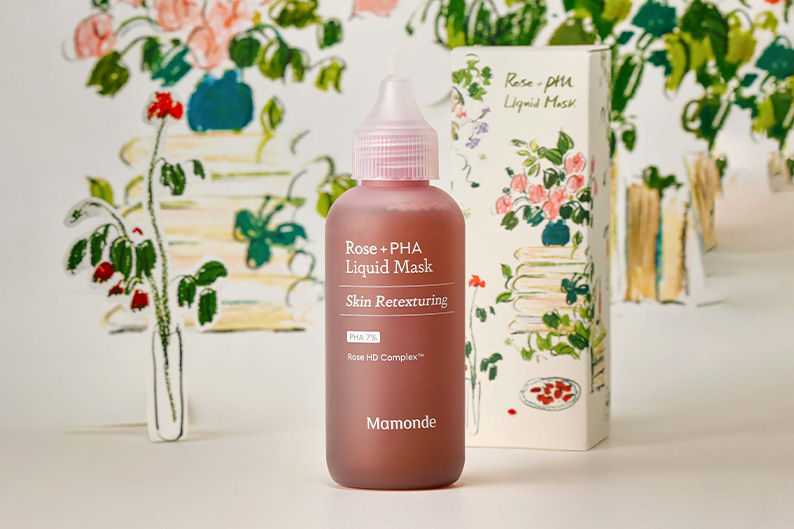 Rose + PHA
Liquid Mask
Skin Retexturing
PHA 7%
Rose HD Complex™
Mamonde
Rose + PHA
Liquid Mask